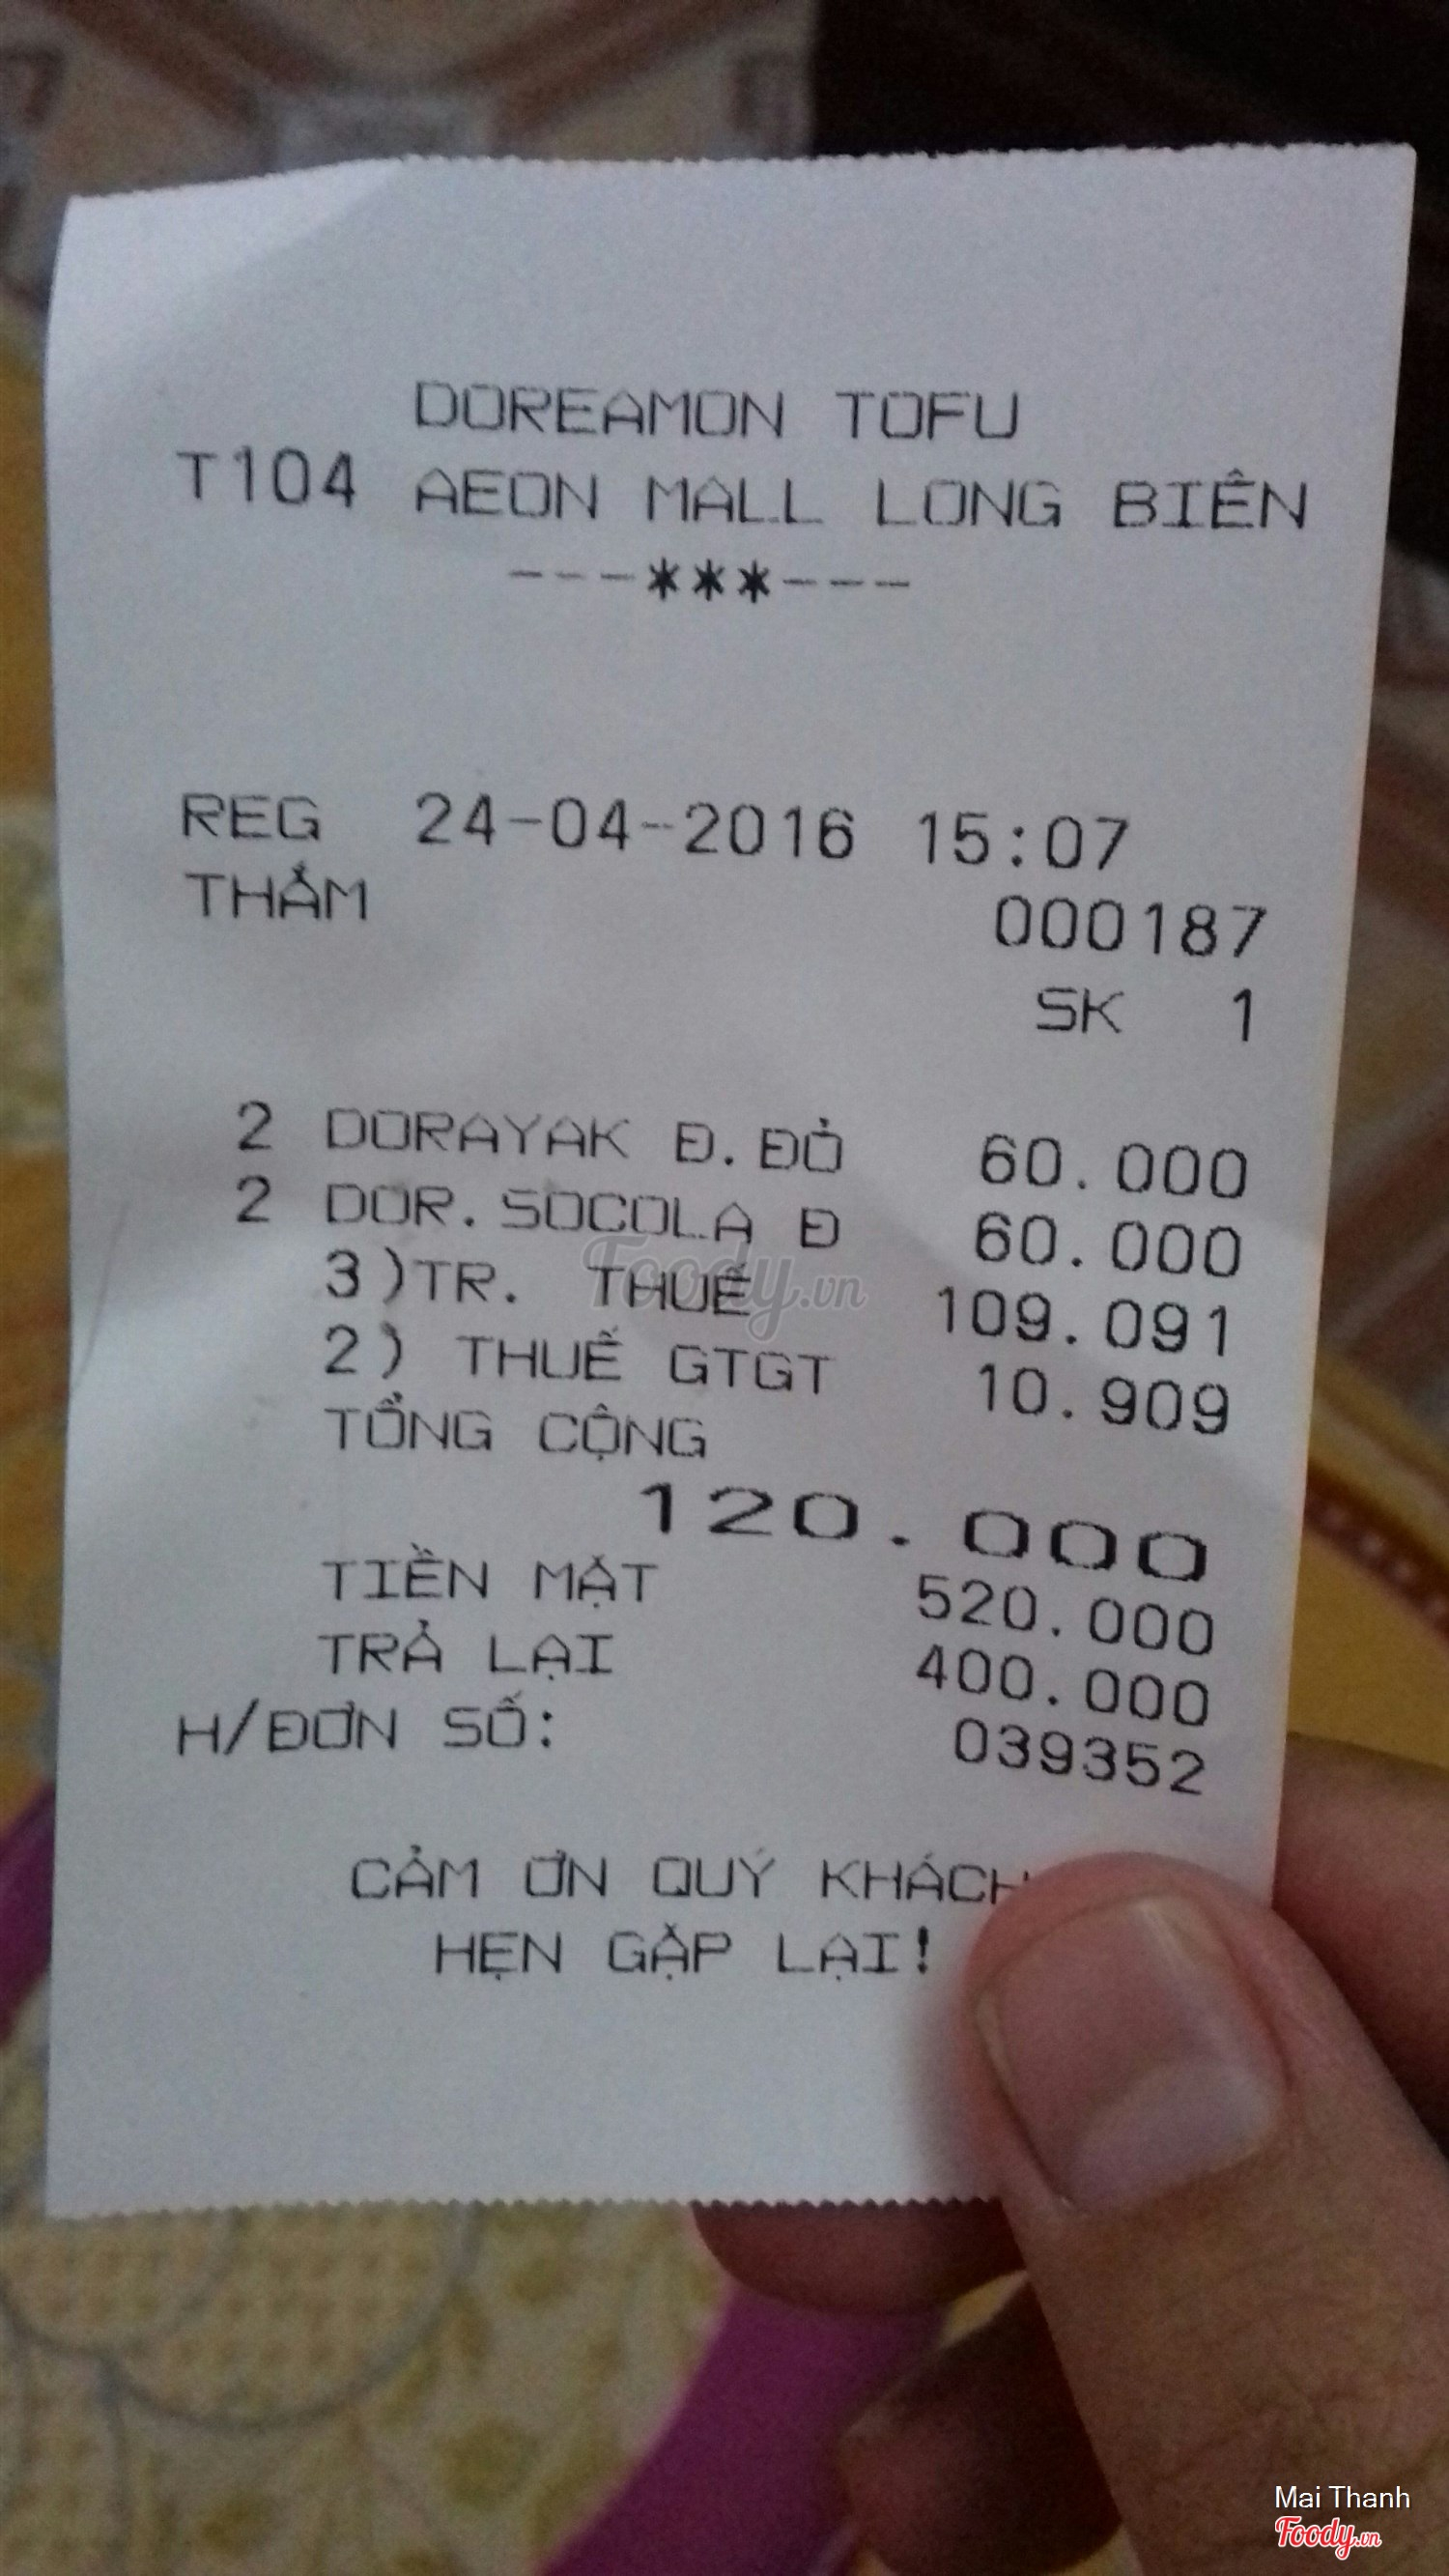 DOREAMON TOFU
T104 AEON MALL LONG BIÊN
---***---
REG 24-04-2016 15:07
THẮM 000187
SK 1
2 DORAYAK Đ.ĐỎ 60.000
2 DOR.SOCOLA Đ 60.000
3)TR. THUẾ 109.091
2) THUẾ GTGT 10.909
TỔNG CỘNG
120.000
TIỀN MẶT 520.000
TRẢ LẠI 400.000
H/ĐƠN SỐ: 039352
CẢM ƠN QUÝ KHÁCH
HẸN GẶP LẠI!
Foody.vn
Mai Thanh
Foody.vn